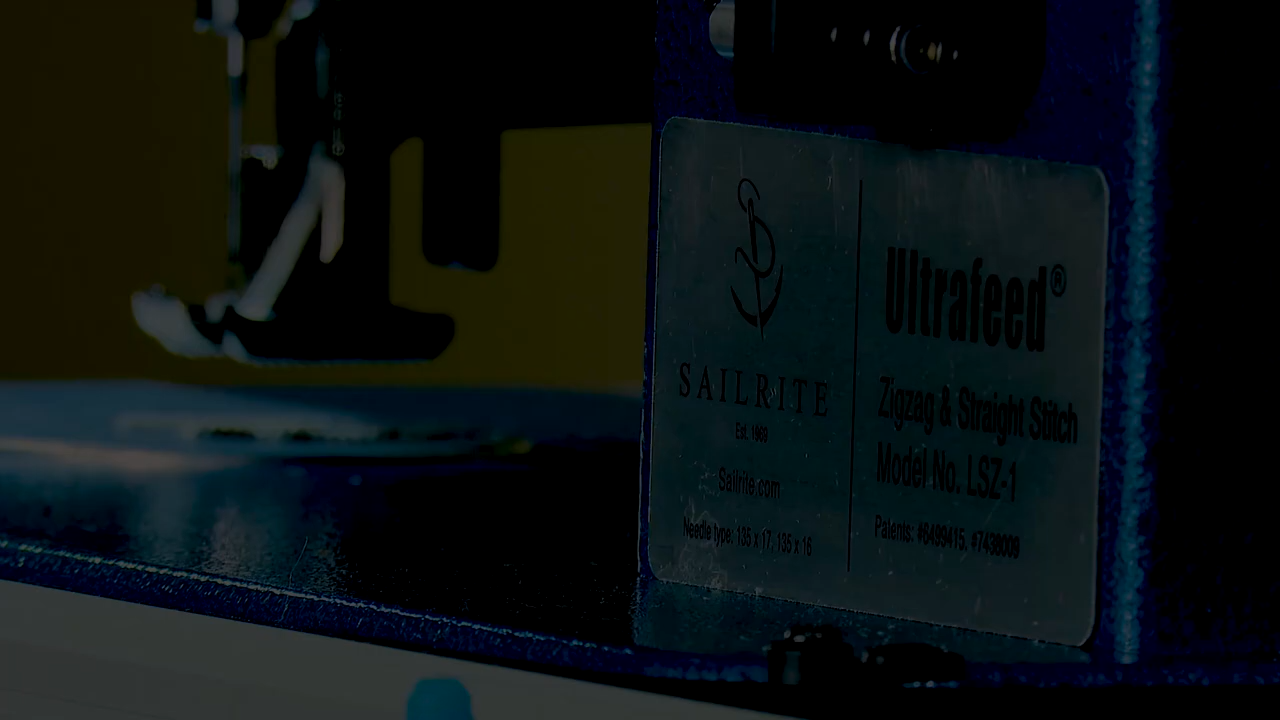 SAILRITE
Est. 1969
Sailrite.com
Needle type: 135 x 17, 135 x 16
Ultrafeed®
Zigzag & Straight Stitch
Model No. LSZ-1
Patents: #6499415, #7438009